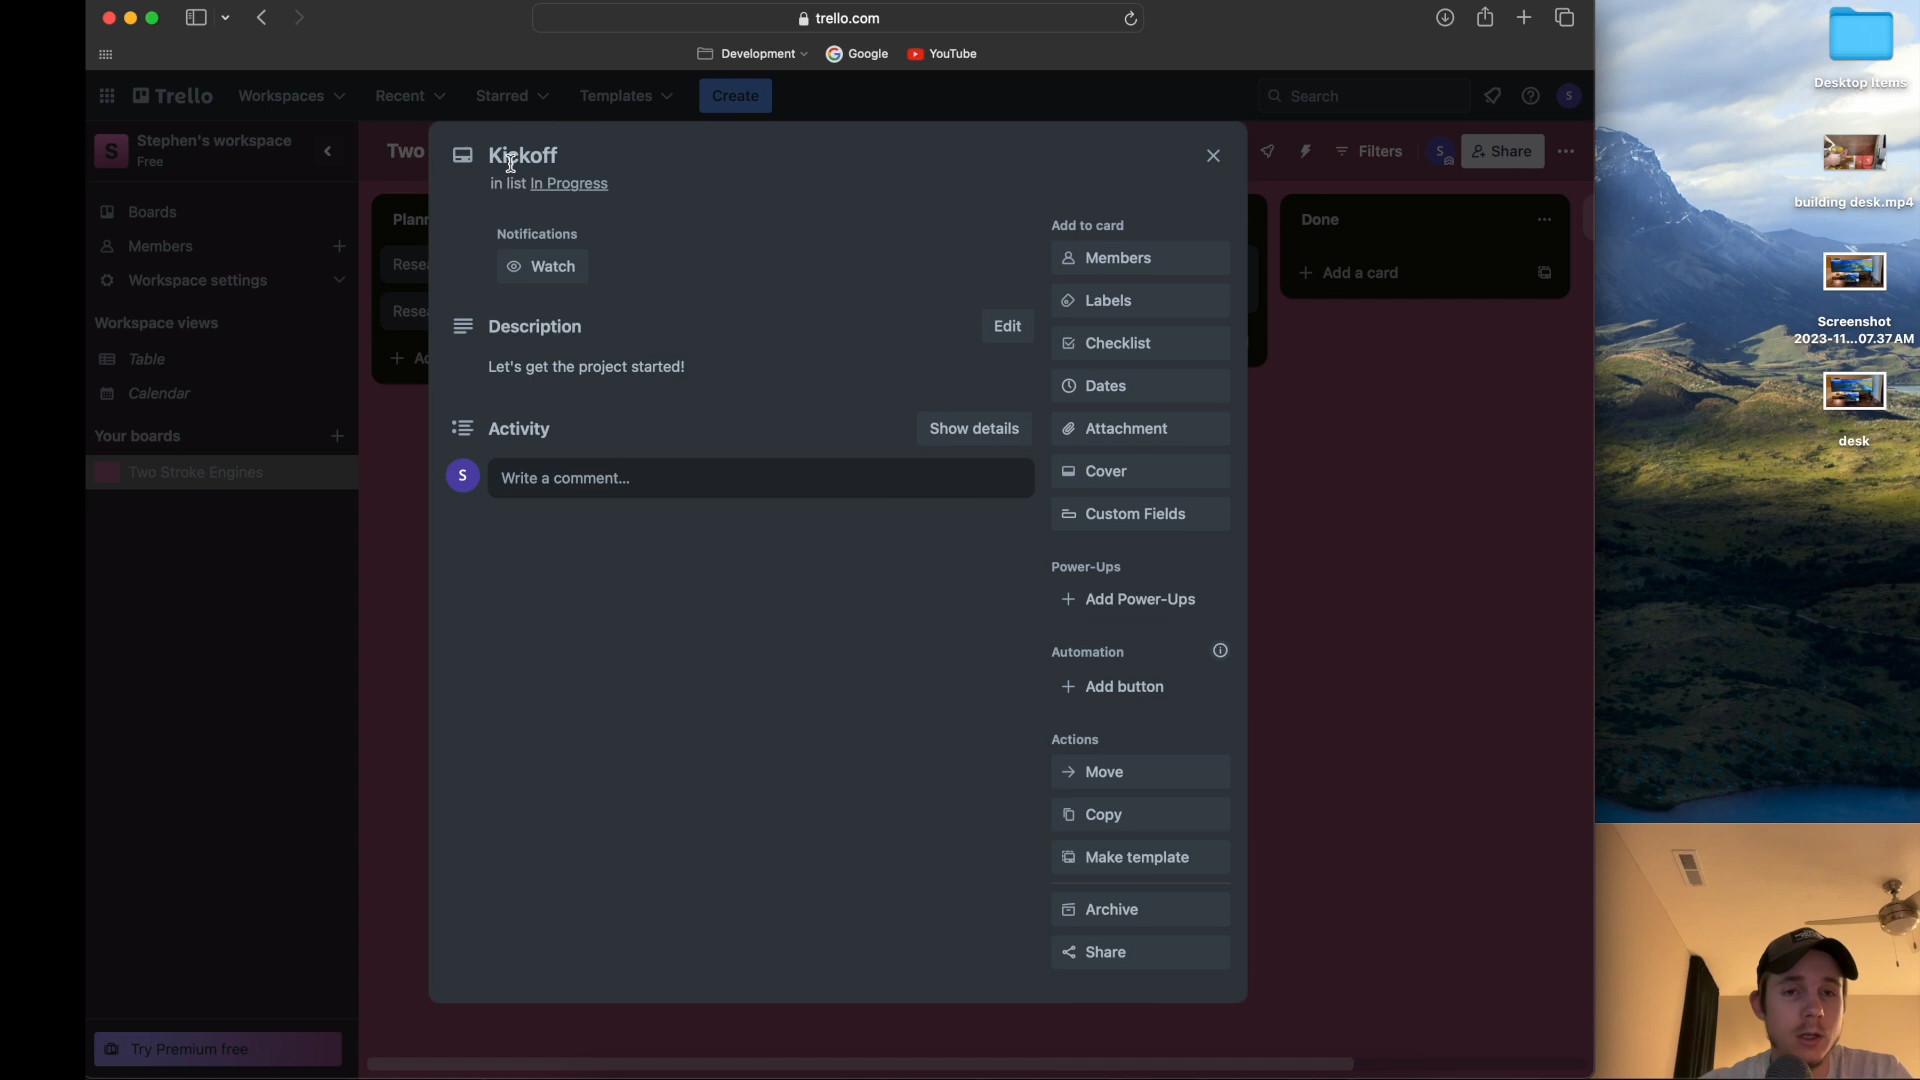 trello.com
Development
Google
YouTube
Trello
Workspaces
Recent
Starred
Templates
Create
Search
S
S
Stephen's workspace
Free
Two
Filters
S
Share
Boards
Members
Workspace settings
Workspace views
Table
Calendar
Your boards
Two Stroke Engines
Try Premium free
Plann
Resea
Resea
Ad
Kickoff
in list In Progress
Notifications
Watch
Description
Edit
Let's get the project started!
Activity
Show details
S
Write a comment...
Add to card
Members
Labels
Checklist
Dates
Attachment
Cover
Custom Fields
Power-Ups
Add Power-Ups
Automation
Add button
Actions
Move
Copy
Make template
Archive
Share
Done
Add a card
Desktop Items
building desk.mp4
Screenshot
2023-11...07.37 AM
desk